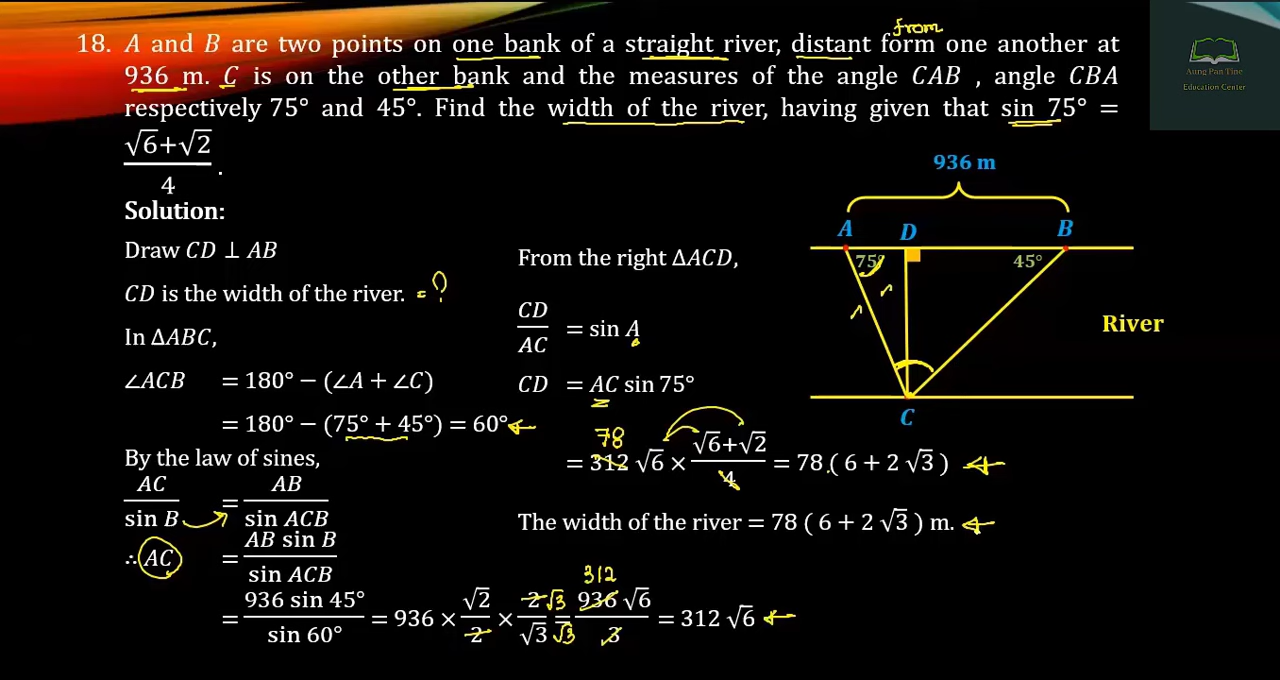 from
18. A and B are two points on one bank of a straight river, distant form one another at
936 m. C is on the other bank and the measures of the angle CAB , angle CBA
respectively 75° and 45°. Find the width of the river, having given that sin 75° =
√6+√2
4 .
Aung Pan Tine
Education Center
Solution:
Draw CD ⊥ AB
CD is the width of the river. = ?
In ΔABC,
∠ACB = 180° − (∠A + ∠C)
= 180° − (75° + 45°) = 60°
By the law of sines,
AC/sin B = AB/sin ACB
∴ AC = AB sin B/sin ACB
= 936 sin 45°/sin 60° = 936 × √2/2 × 2/√3 √3/√3 = 936 √6/3 = 312 √6
312
From the right ΔACD,
CD/AC = sin A
CD = AC sin 75°
78
= 312 √6 × √6+√2/4 = 78 ( 6 + 2 √3 )
The width of the river = 78 ( 6 + 2 √3 ) m.
936 m
A D B
75° 45°
River
C